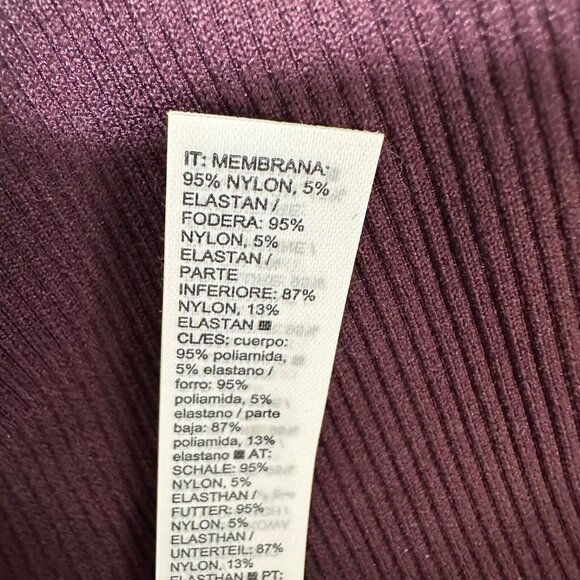 IT: MEMBRANA:
95% NYLON, 5%
ELASTAN /
FODERA: 95%
NYLON, 5%
ELASTAN /
PARTE
INFERIORE: 87%
NYLON, 13%
ELASTAN
CL/ES: cuerpo:
95% poliamida,
5% elastano /
forro: 95%
poliamida, 5%
elastano / parte
baja: 87%
poliamida, 13%
elastano AT:
SCHALE: 95%
NYLON, 5%
ELASTHAN /
FUTTER: 95%
NYLON, 5%
ELASTHAN /
UNTERTEIL: 87%
NYLON, 13%
ELASTHAN PT: